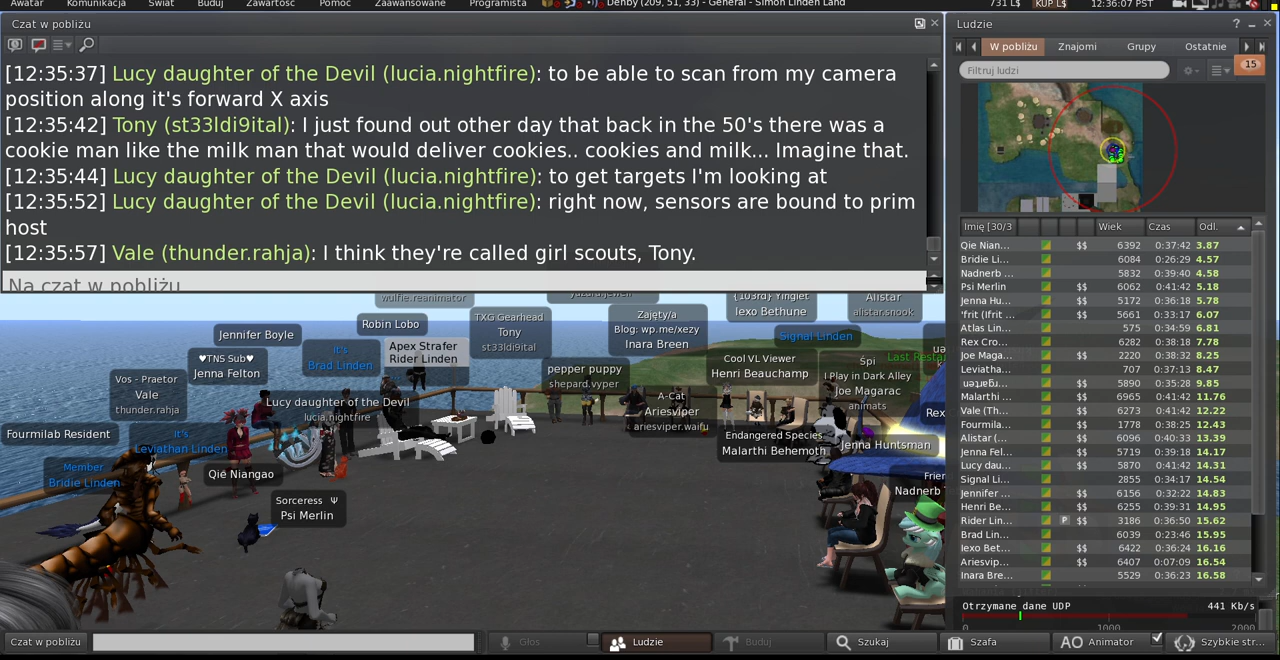 Awatar Komunikacja Świat Buduj Zawartość Pomoc Zaawansowane Programista Denby (209, 51, 33) - General - Simon Linden Land 731 L$ KUP L$ 12:36:07 PST
Czat w pobliżu
[12:35:37] Lucy daughter of the Devil (lucia.nightfire): to be able to scan from my camera
position along it's forward X axis
[12:35:42] Tony (st33ldi9ital): I just found out other day that back in the 50's there was a
cookie man like the milk man that would deliver cookies.. cookies and milk... Imagine that.
[12:35:44] Lucy daughter of the Devil (lucia.nightfire): to get targets I'm looking at
[12:35:52] Lucy daughter of the Devil (lucia.nightfire): right now, sensors are bound to prim
host
[12:35:57] Vale (thunder.rahja): I think they're called girl scouts, Tony.
Na czat w pobliżu
wulfie.reanimator
yuzuru.jewell
{103rd} Yinglet
Iexo Bethune
Alistar
alistar.snook
Robin Lobo
TXG Gearhead
Tony
st33ldi9ital
Zajęty/a
Blog: wp.me/xezy
Inara Breen
Signal Linden
Jennifer Boyle
It's
Brad Linden
Apex Strafer
Rider Linden
♥TNS Sub♥
Jenna Felton
pepper puppy
shepard.vyper
Cool VL Viewer
Henri Beauchamp
Last Restar
Śpi
I Play in Dark Alley
Joe Magarac
animats
Vos - Praetor
Vale
thunder.rahja
Lucy daughter of the Devil
lucia.nightfire
A-Cat
Ariesviper
ariesviper.waifu
Rex
Fourmilab Resident
It's
Leviathan Linden
Endangered Species
Malarthi Behemoth
Jenna Huntsman
Member
Bridie Linden
Qiē Niangao
Frien
Nadnerb
Sorceress Ψ
Psi Merlin
Ludzie
W pobliżu Znajomi Grupy Ostatnie
Filtruj ludzi
15
Imię [30/3 Wiek Czas Odl.
Qie Nian... $$ 6392 0:37:42 3.87
Bridie Li... 6084 0:26:29 4.57
Nadnerb ... 5832 0:39:40 4.58
Psi Merlin $$ 6062 0:41:42 5.18
Jenna Hu... $$ 5172 0:36:18 5.78
'frit (Ifrit ... $$ 5661 0:33:17 6.07
Atlas Lin... 575 0:34:59 6.81
Rex Cro... 6282 0:38:18 7.78
Joe Maga... $$ 2220 0:38:32 8.25
Leviatha... 707 0:37:13 8.47
$$ 5890 0:35:28 9.85
Malarthi ... $$ 6965 0:41:42 11.76
Vale (Th... $$ 6273 0:41:42 12.22
Fourmila... $$ 1778 0:38:25 12.43
Alistar (... $$ 6096 0:40:33 13.39
Jenna Fel... $$ 5719 0:38:19 14.17
Lucy dau... $$ 5870 0:41:42 14.31
Signal Li... 2855 0:34:17 14.54
Jennifer ... $$ 6156 0:32:22 14.83
Henri Be... $$ 6255 0:39:31 14.95
Rider Lin... P $$ 3186 0:36:50 15.62
Brad Lin... 6039 0:23:46 15.95
Iexo Bet... $$ 6422 0:36:24 16.16
Ariesvip... $$ 6407 0:07:09 16.54
Inara Bre... 5529 0:36:23 16.58
Otrzymane dane UDP 441 Kb/s
0 1000 2000
Czat w pobliżu Głos Ludzie Buduj Szukaj Szafa AO Animator Szybkie str...